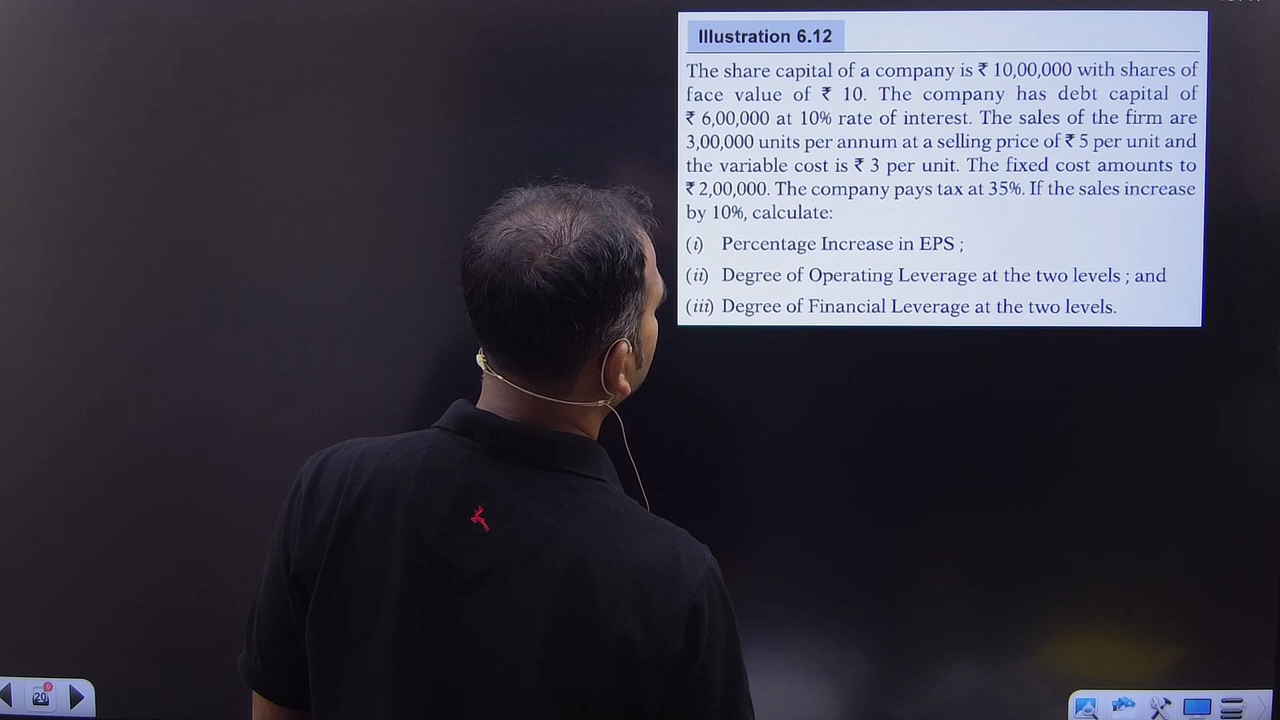 Illustration 6.12
The share capital of a company is ₹ 10,00,000 with shares of
face value of ₹ 10. The company has debt capital of
₹ 6,00,000 at 10% rate of interest. The sales of the firm are
3,00,000 units per annum at a selling price of ₹ 5 per unit and
the variable cost is ₹ 3 per unit. The fixed cost amounts to
₹ 2,00,000. The company pays tax at 35%. If the sales increase
by 10%, calculate:
(i) Percentage Increase in EPS ;
(ii) Degree of Operating Leverage at the two levels ; and
(iii) Degree of Financial Leverage at the two levels.
20